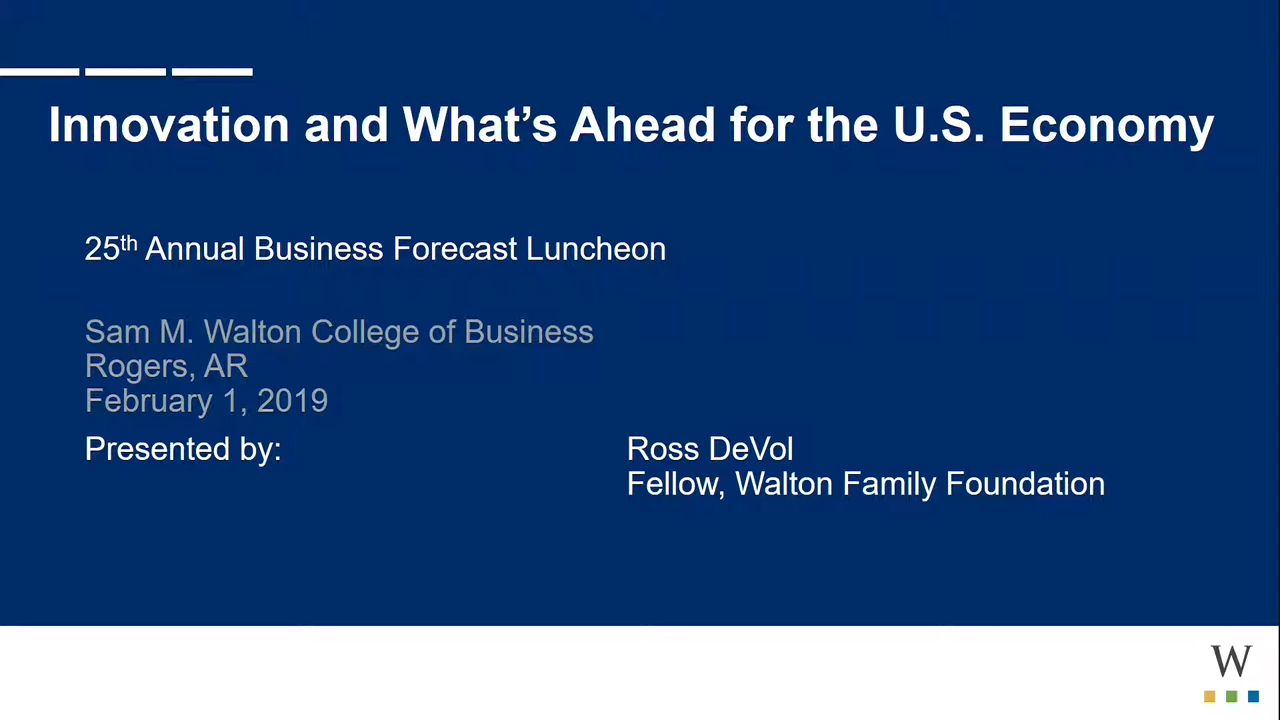 Innovation and What's Ahead for the U.S. Economy
25th Annual Business Forecast Luncheon
Sam M. Walton College of Business
Rogers, AR
February 1, 2019
Presented by:
Ross DeVol
Fellow, Walton Family Foundation
W